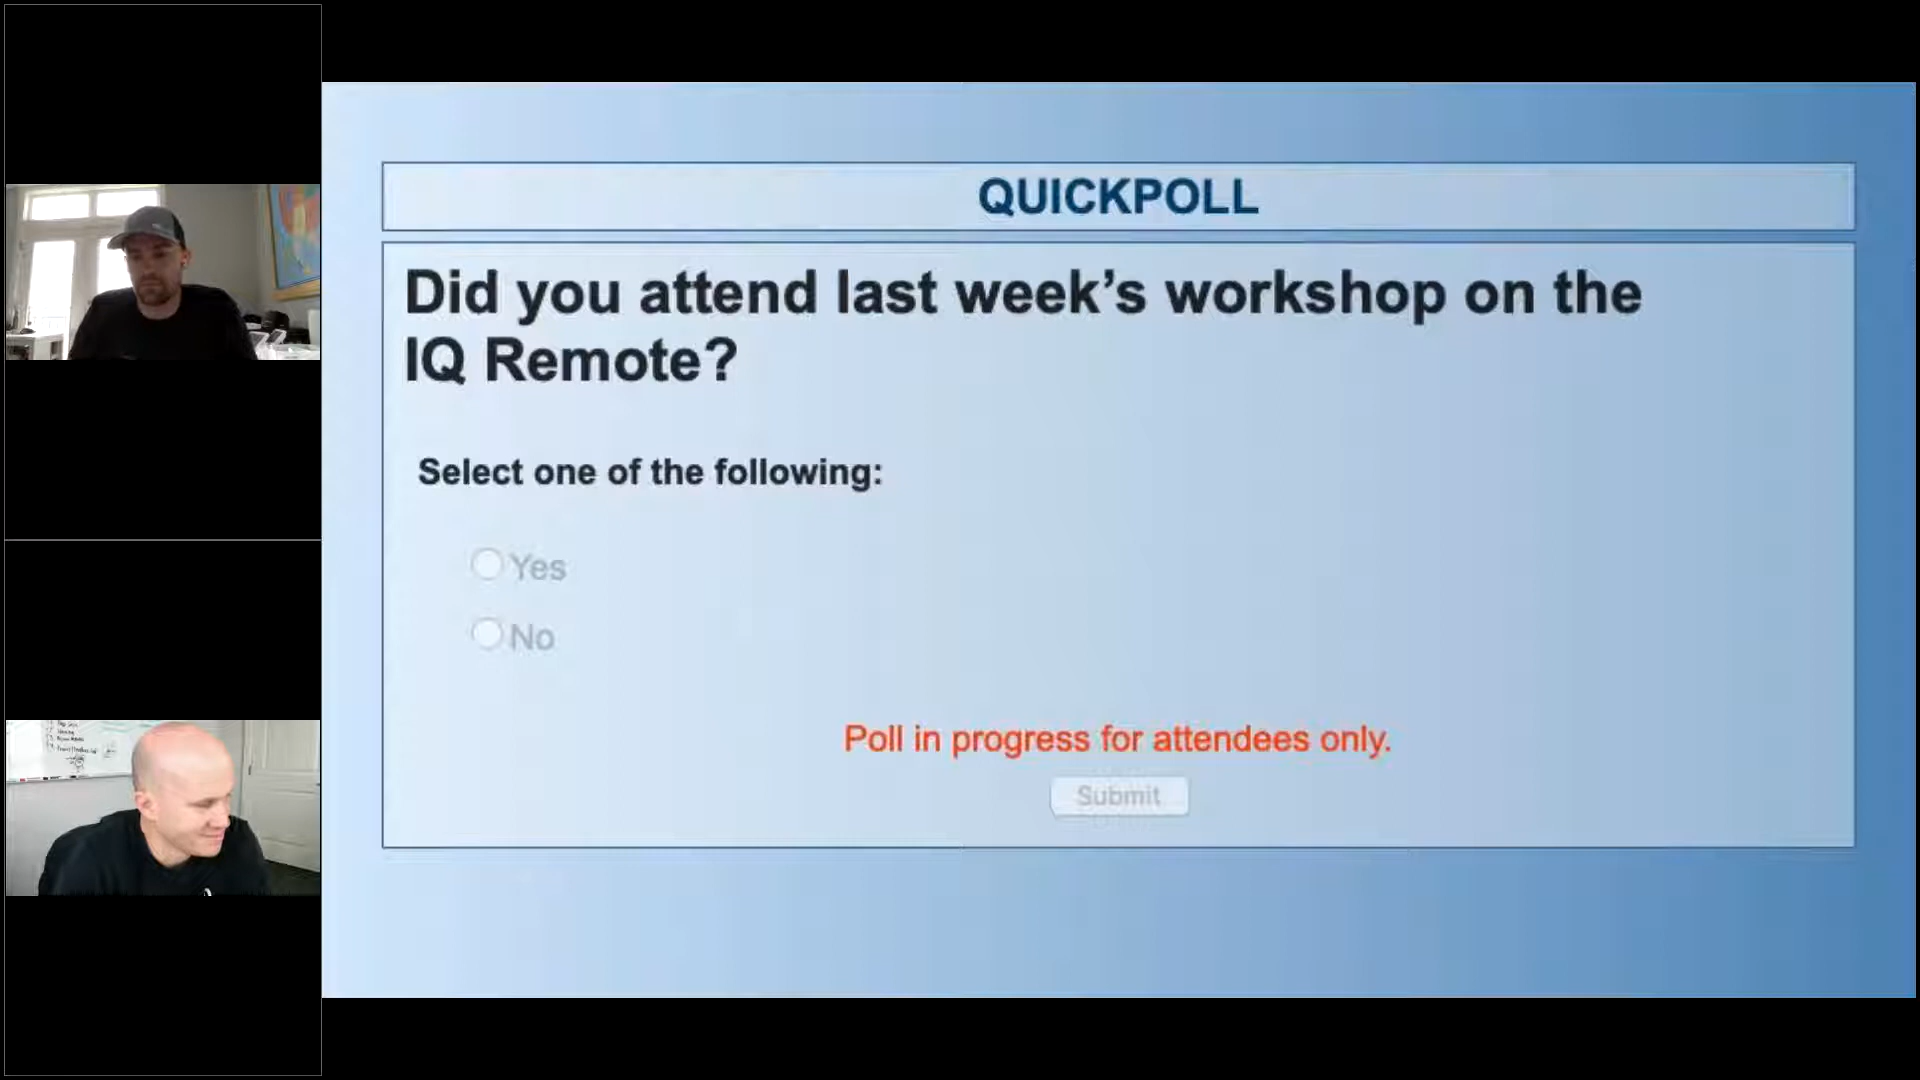 QUICKPOLL
Did you attend last week’s workshop on the
IQ Remote?
Select one of the following:
Yes
No
Poll in progress for attendees only.
Submit